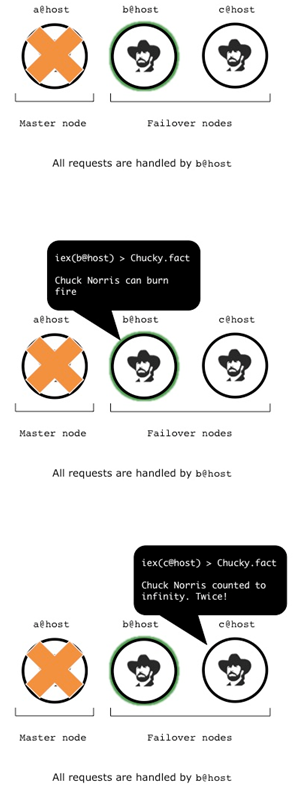 a@host b@host c@host
Master node Failover nodes
All requests are handled by b@host
iex(b@host) > Chucky.fact
Chuck Norris can burn
fire
a@host b@host c@host
Master node Failover nodes
All requests are handled by b@host
iex(c@host) > Chucky.fact
Chuck Norris counted to
infinity. Twice!
a@host b@host c@host
Master node Failover nodes
All requests are handled by b@host